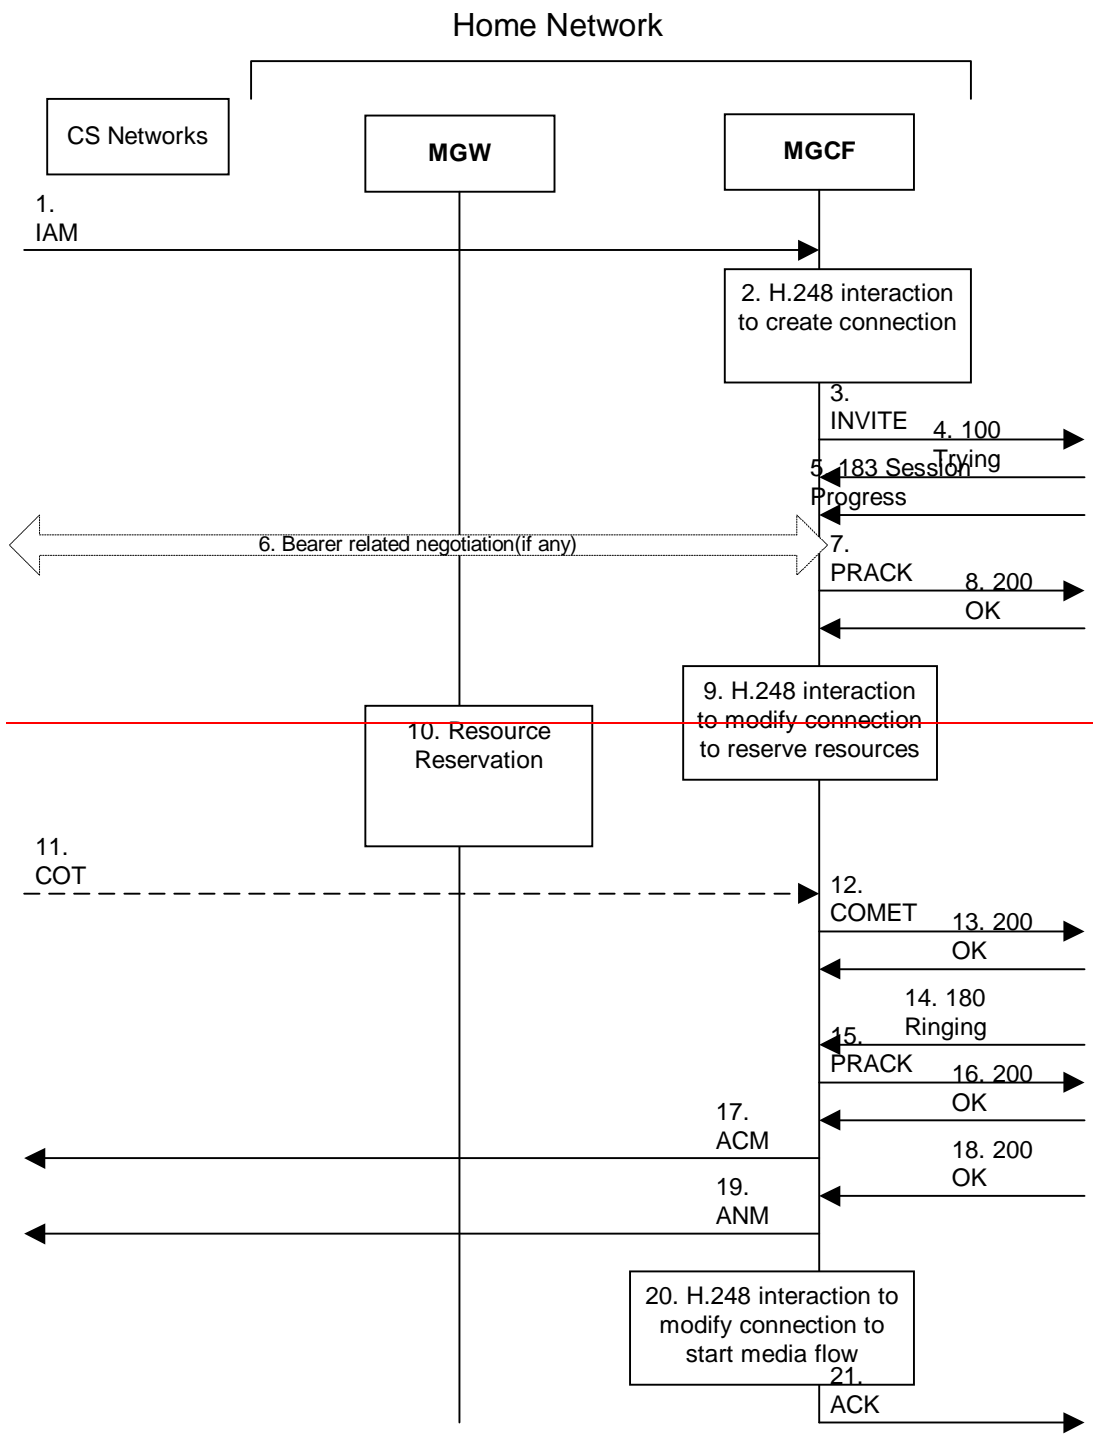 Home Network
CS Networks
MGW
MGCF
1.
IAM
2. H.248 interaction
to create connection
3.
INVITE
4. 100
Trying
5. 183 Session
Progress
6. Bearer related negotiation(if any)
7.
PRACK
8. 200
OK
9. H.248 interaction
to modify connection
to reserve resources
10. Resource
Reservation
11.
COT
12.
COMET
13. 200
OK
14. 180
Ringing
15.
PRACK
16. 200
OK
17.
ACM
18. 200
OK
19.
ANM
20. H.248 interaction to
modify connection to
start media flow
21.
ACK